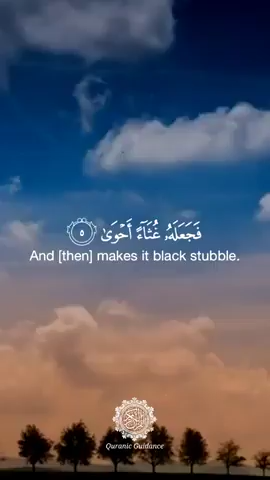 فَجَعَلَهُۥ غُثَآءً أَحْوَىٰ ٥
And [then] makes it black stubble.
Quranic Guidance